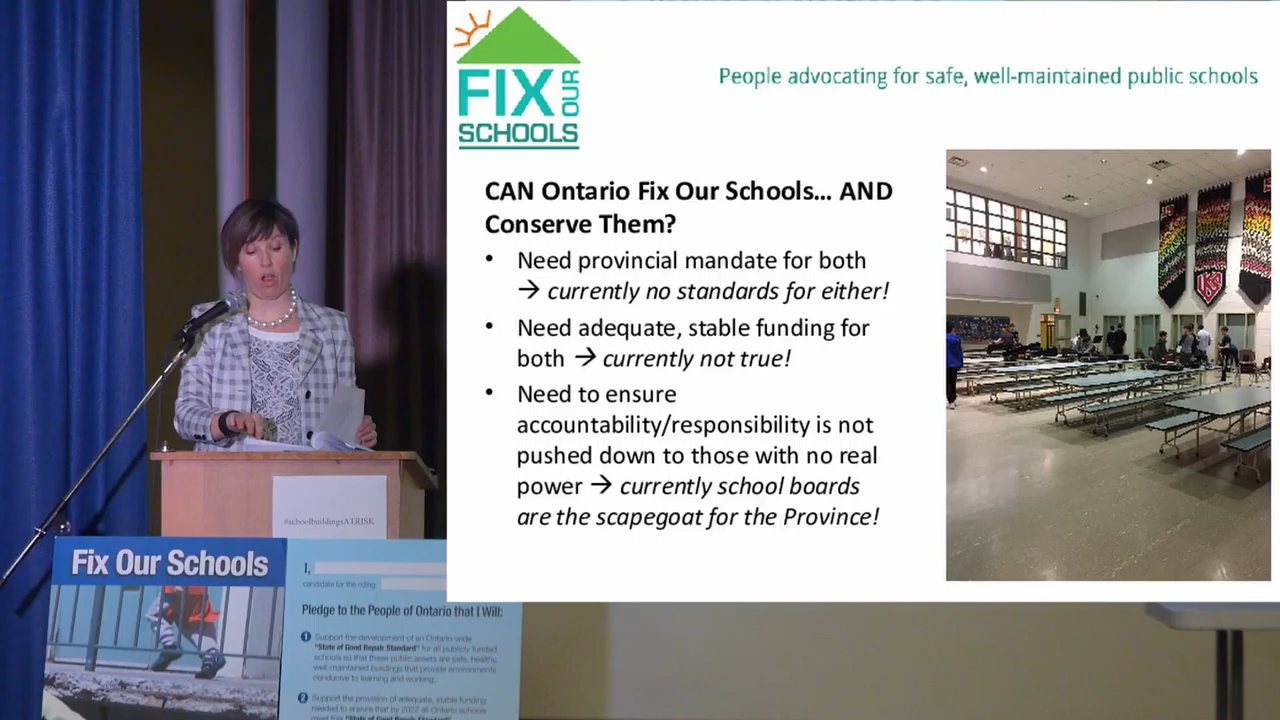 FIX OUR
SCHOOLS
People advocating for safe, well-maintained public schools
CAN Ontario Fix Our Schools... AND
Conserve Them?
• Need provincial mandate for both
→ currently no standards for either!
• Need adequate, stable funding for
both → currently not true!
• Need to ensure
accountability/responsibility is not
pushed down to those with no real
power → currently school boards
are the scapegoat for the Province!
#schoolbuildingsATRISK
Fix Our Schools
I,
candidate for the riding:
Pledge to the People of Ontario that I Will:
1 Support the development of an Ontario-wide
"State of Good Repair Standard" for all publicly funded
schools so that these public assets are safe, healthy,
well-maintained buildings that provide environments
conducive to learning and working;
2 Support the provision of adequate, stable funding
needed to ensure that by 2022 all Ontario schools
meet this "State of Good Repair Standard"